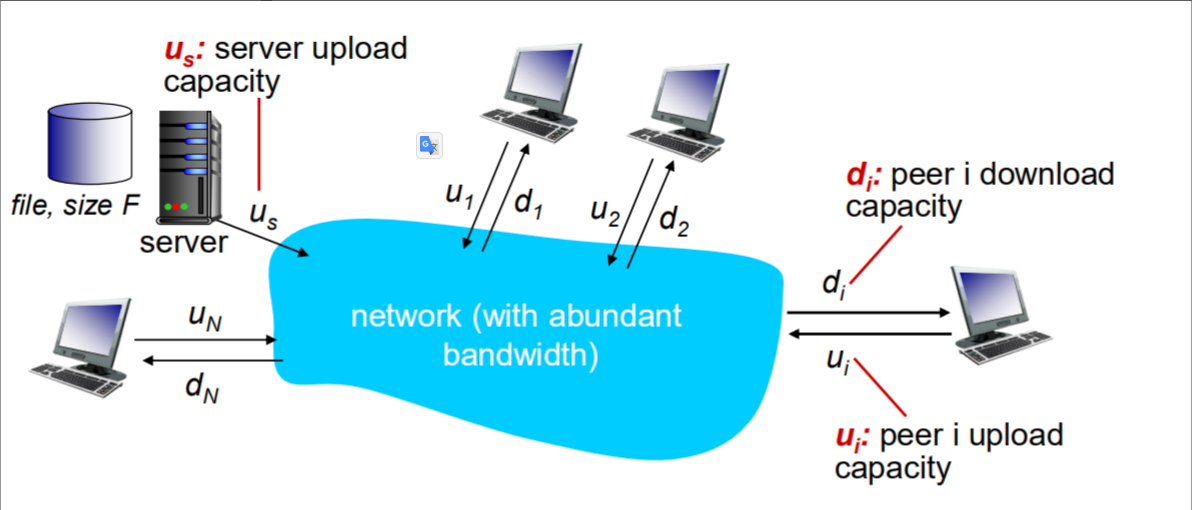 us: server upload
capacity
file, size F
server
us
u1
d1
u2
d2
di: peer i download
capacity
di
ui
ui: peer i upload
capacity
uN
dN
network (with abundant
bandwidth)
G